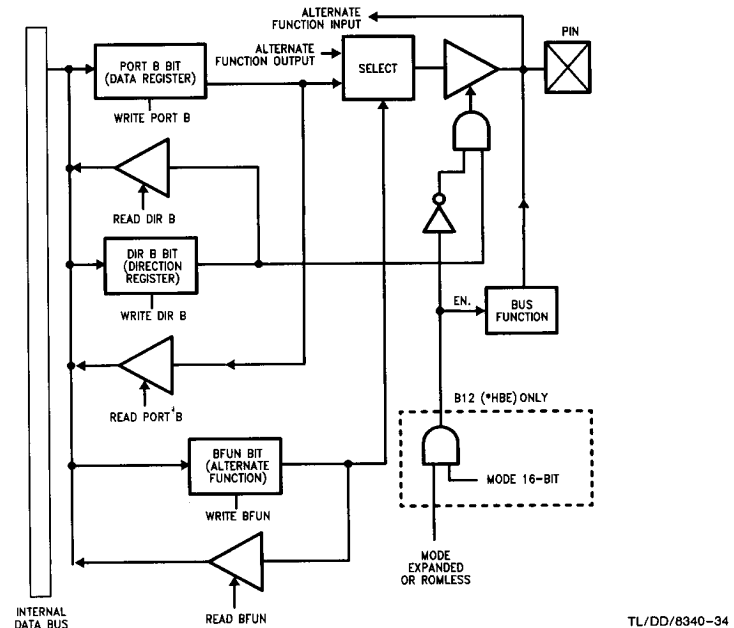 ALTERNATE
FUNCTION INPUT
PIN
ALTERNATE
FUNCTION OUTPUT
PORT B BIT
(DATA REGISTER)
SELECT
WRITE PORT B
READ DIR B
DIR B BIT
(DIRECTION
REGISTER)
WRITE DIR B
EN.
BUS
FUNCTION
READ PORT B
B12 (*HBE) ONLY
BFUN BIT
(ALTERNATE
FUNCTION)
MODE 16-BIT
WRITE BFUN
MODE
EXPANDED
OR ROMLESS
READ BFUN
INTERNAL
DATA BUS
TL/DD/8340-34